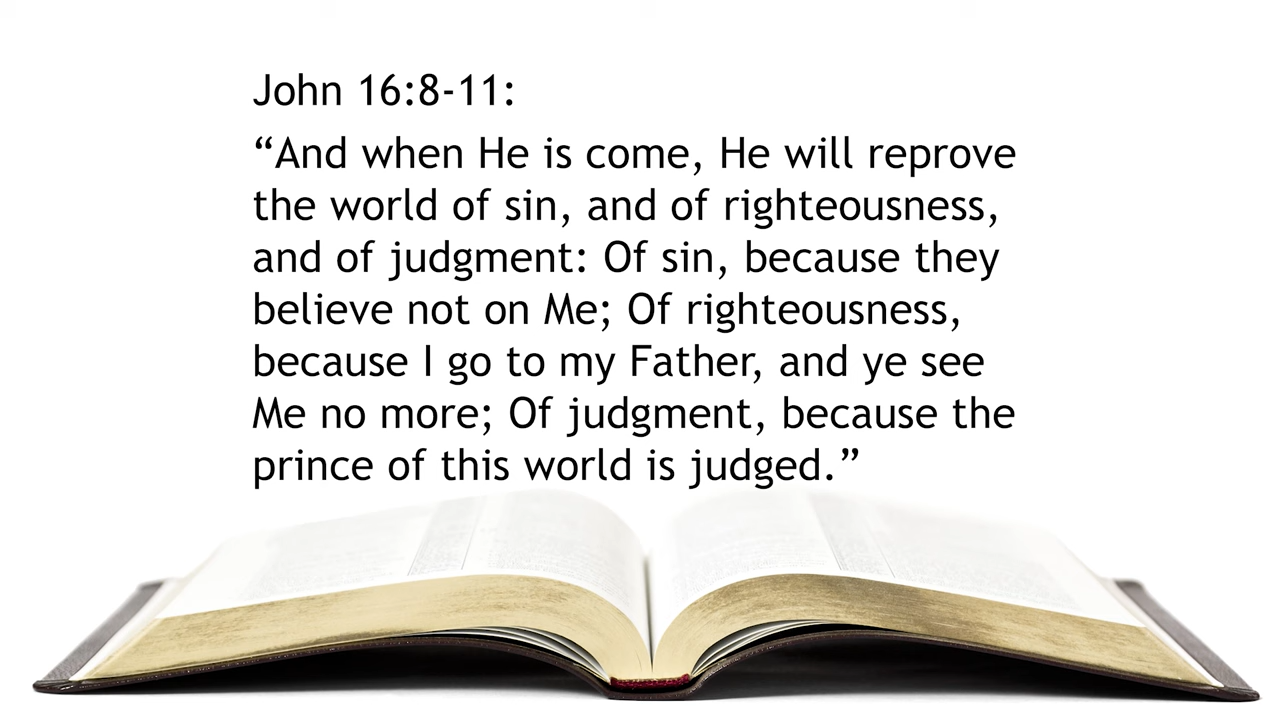 John 16:8-11:
“And when He is come, He will reprove
the world of sin, and of righteousness,
and of judgment: Of sin, because they
believe not on Me; Of righteousness,
because I go to my Father, and ye see
Me no more; Of judgment, because the
prince of this world is judged.”